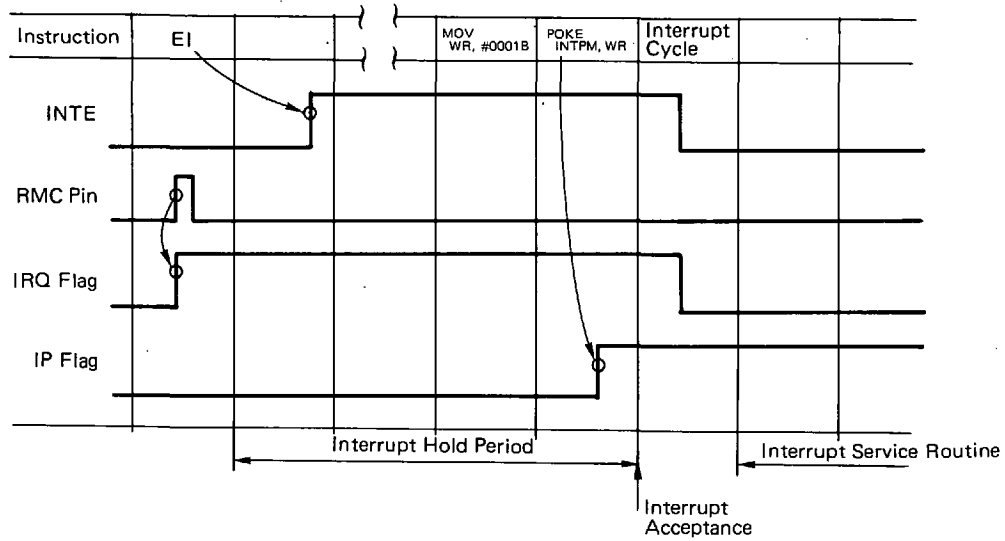 Instruction
EI
MOV
WR, #0001B
POKE
INTPM, WR
Interrupt
Cycle
INTE
RMC Pin
IRQ Flag
IP Flag
Interrupt Hold Period
Interrupt Service Routine
Interrupt
Acceptance